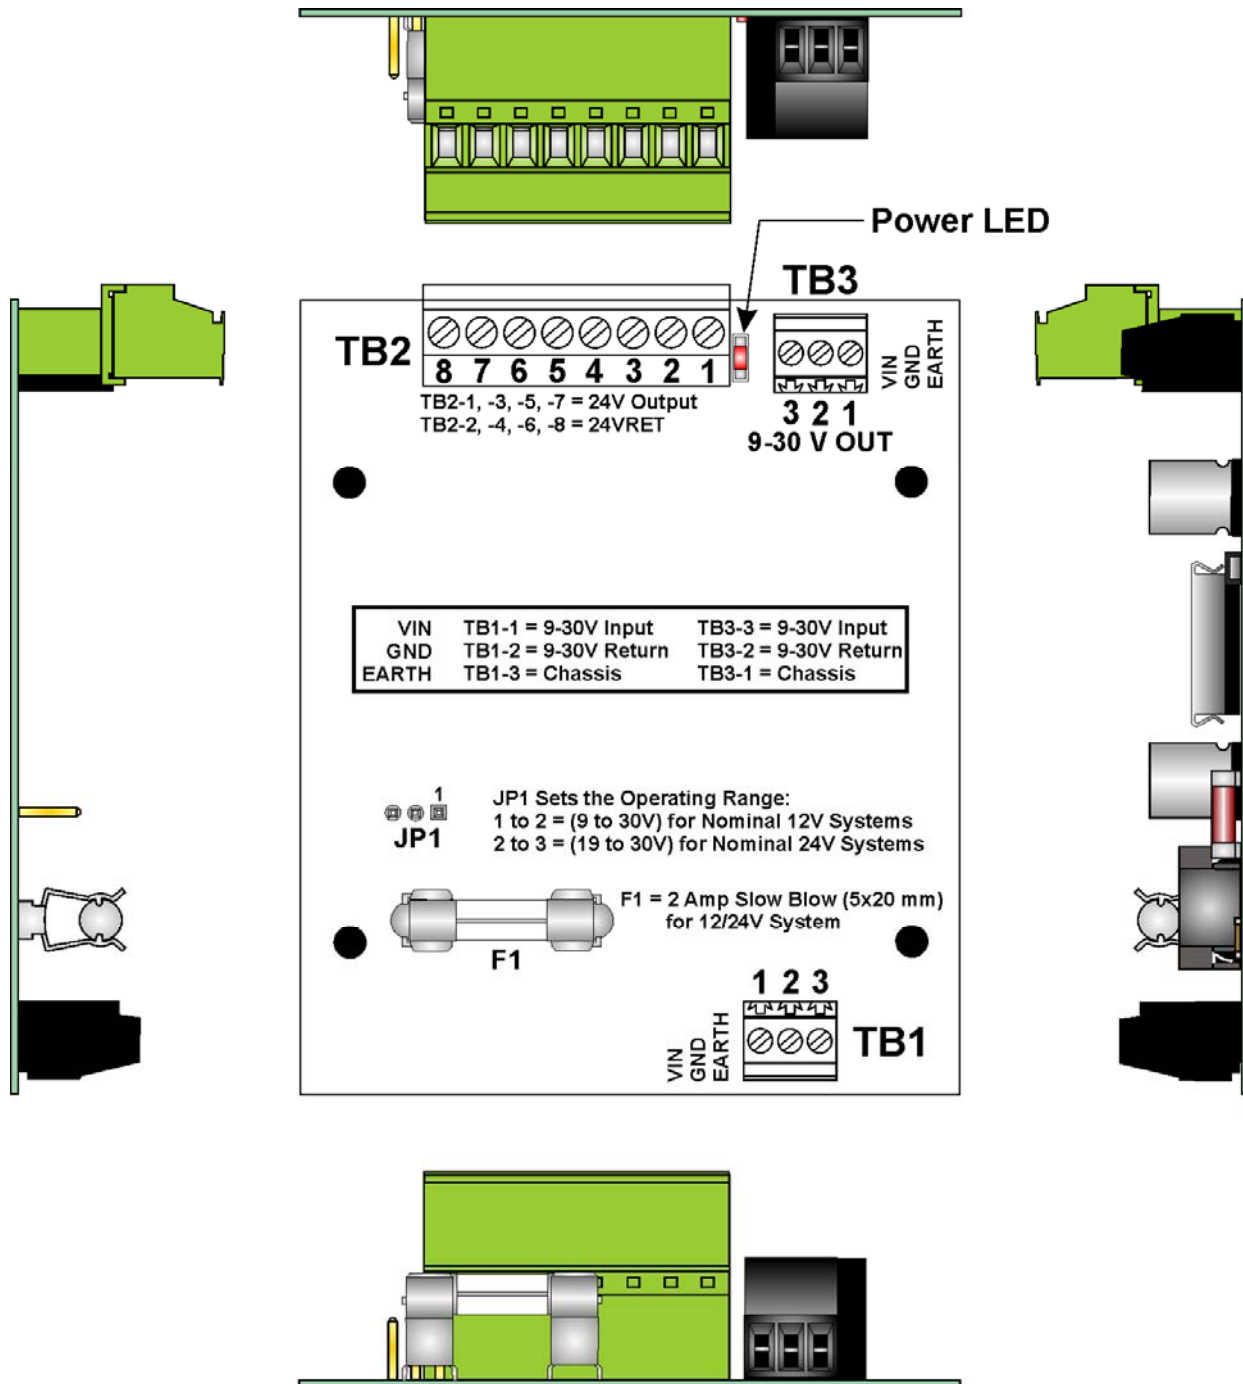 Power LED
TB3
TB2
8 7 6 5 4 3 2 1
VIN
GND
EARTH
TB2-1, -3, -5, -7 = 24V Output
TB2-2, -4, -6, -8 = 24VRET
3 2 1
9-30 V OUT
VIN TB1-1 = 9-30V Input TB3-3 = 9-30V Input
GND TB1-2 = 9-30V Return TB3-2 = 9-30V Return
EARTH TB1-3 = Chassis TB3-1 = Chassis
1
JP1
JP1 Sets the Operating Range:
1 to 2 = (9 to 30V) for Nominal 12V Systems
2 to 3 = (19 to 30V) for Nominal 24V Systems
F1 = 2 Amp Slow Blow (5x20 mm)
for 12/24V System
F1
1 2 3
VIN
GND
EARTH
TB1